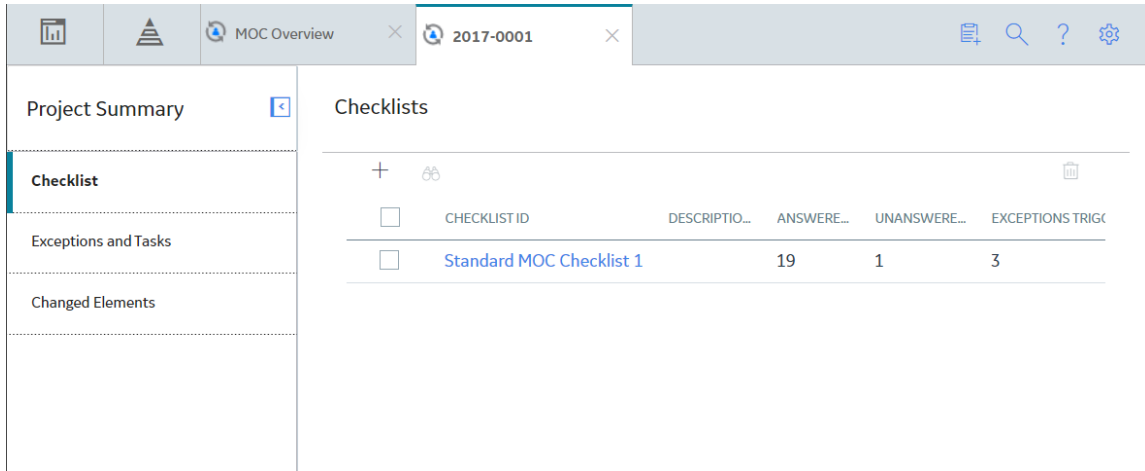 MOC Overview
2017-0001
Project Summary
Checklist
Exceptions and Tasks
Changed Elements
Checklists
CHECKLIST ID DESCRIPTIO... ANSWERE... UNANSWERE... EXCEPTIONS TRIGG
Standard MOC Checklist 1 19 1 3